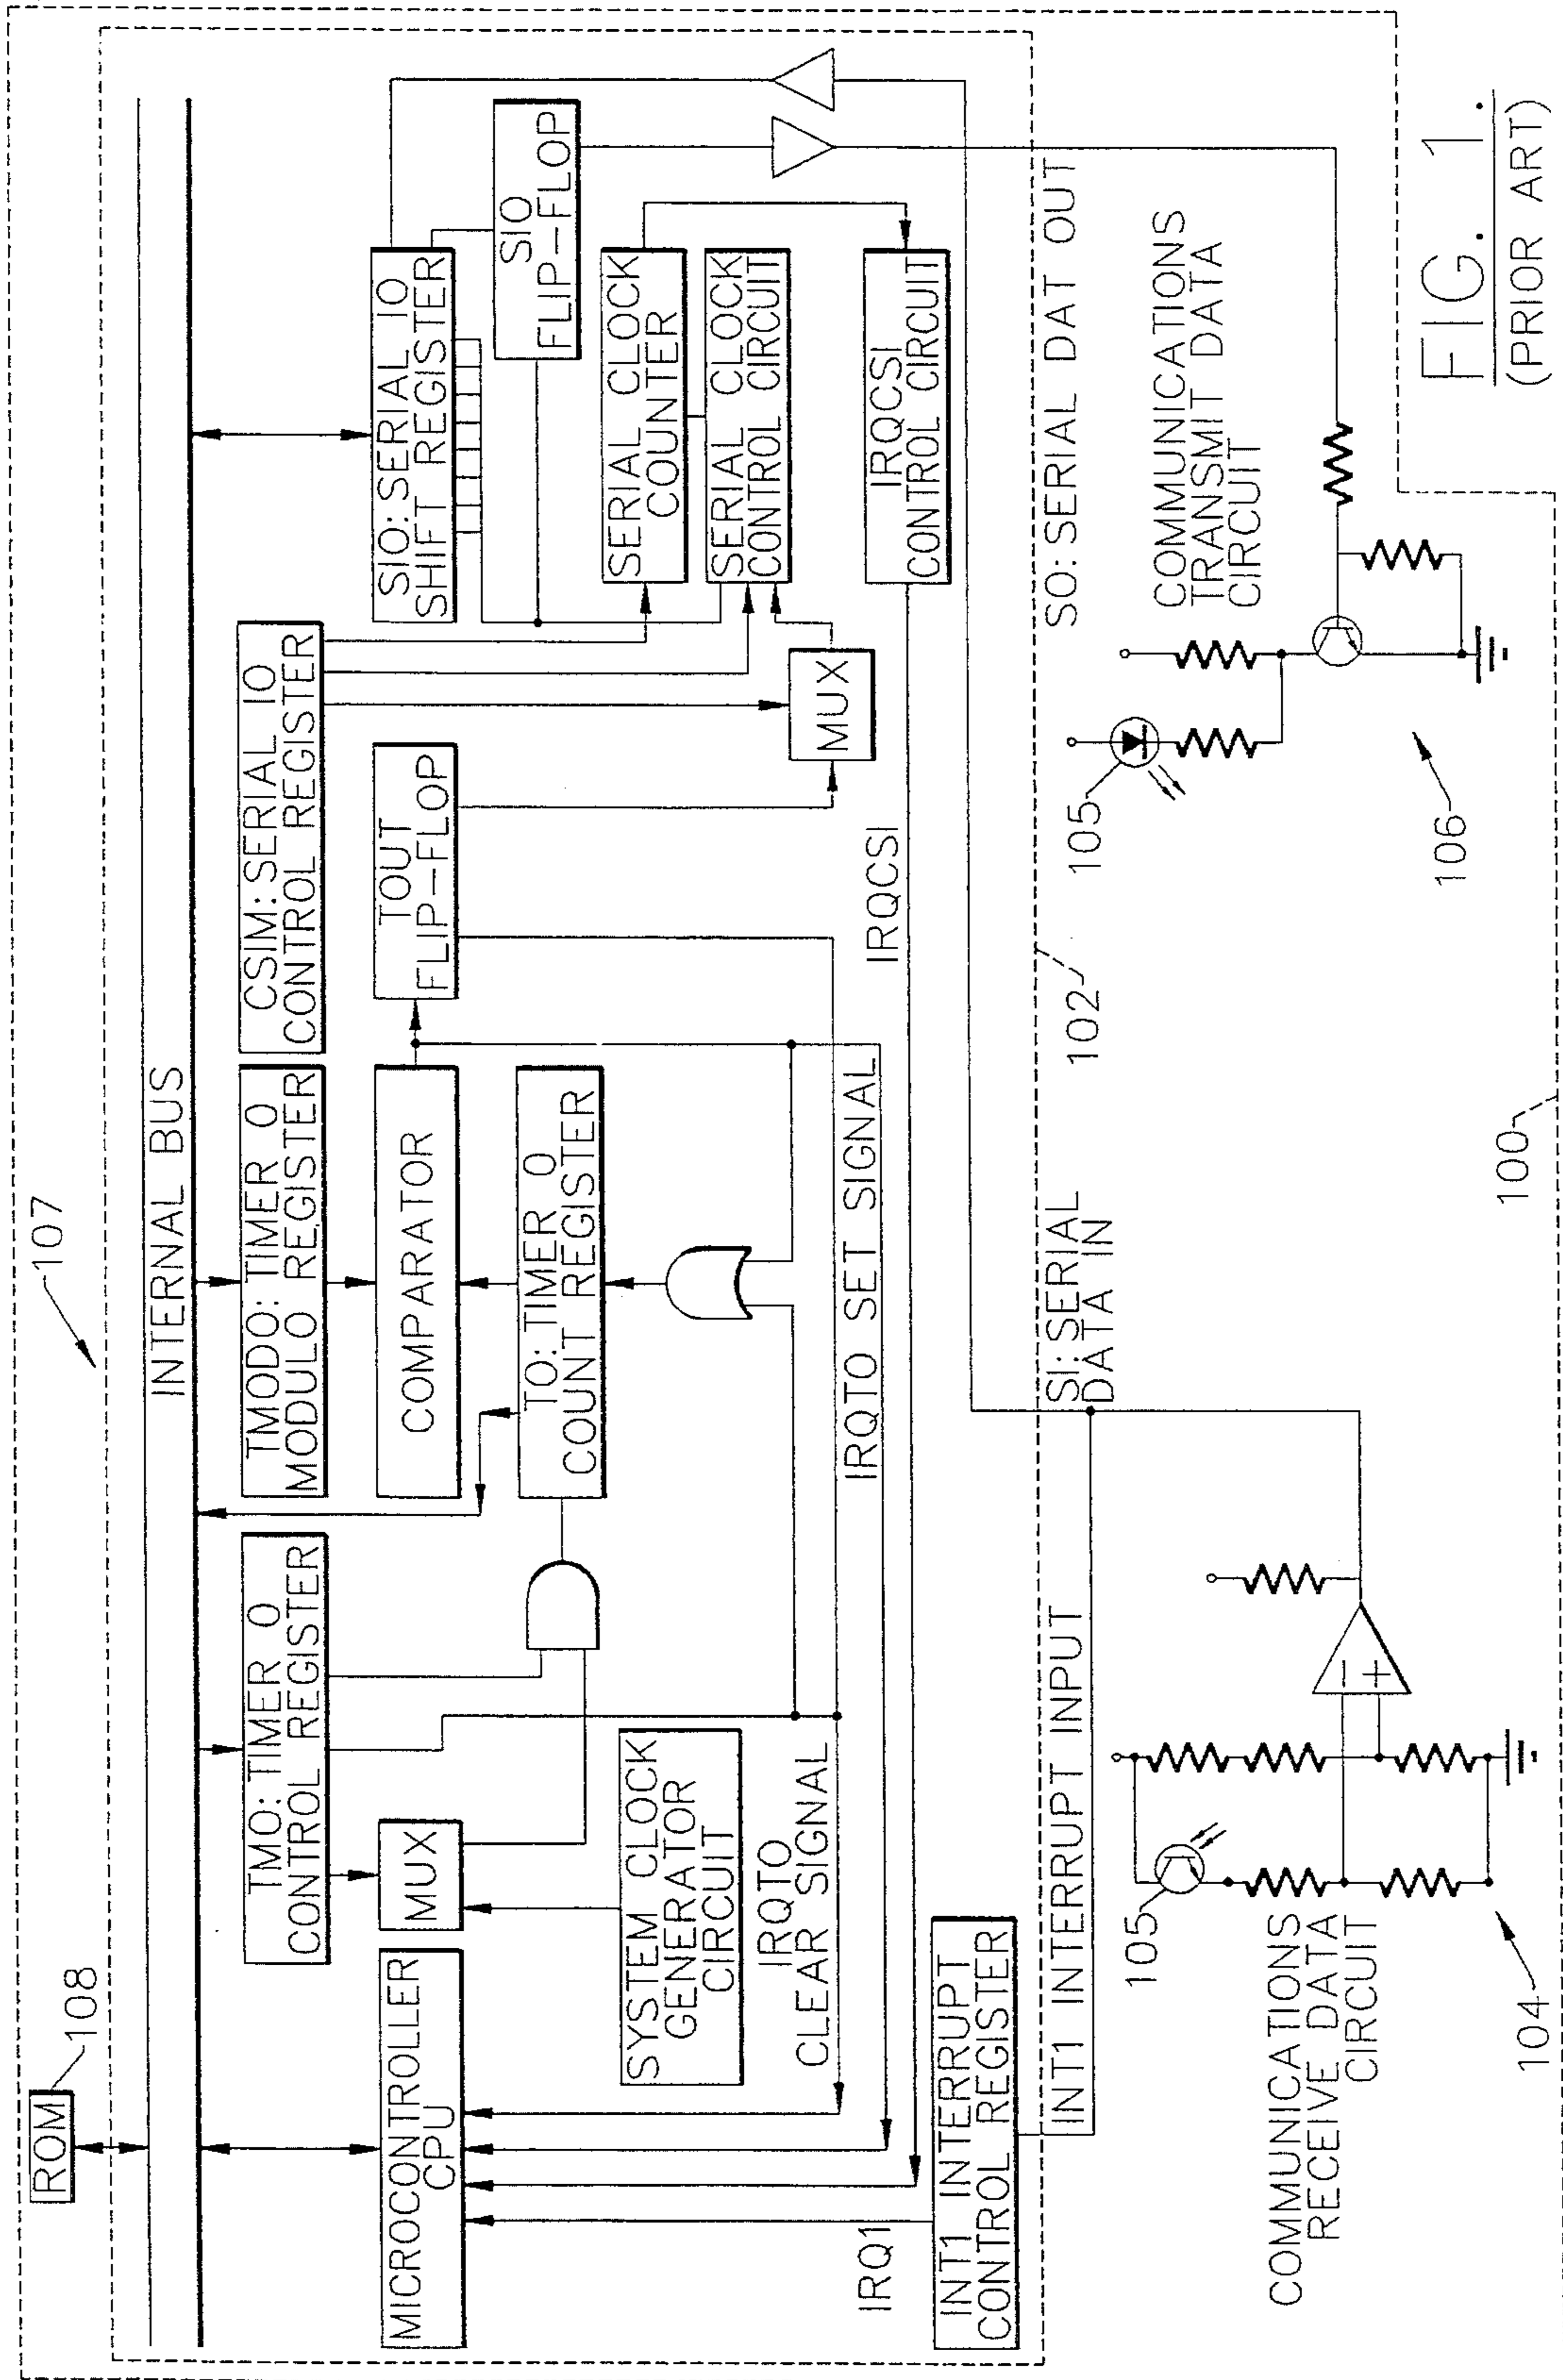 107
ROM
108
INTERNAL BUS
MICROCONTROLLER
CPU
TMO: TIMER 0
CONTROL REGISTER
MUX
SYSTEM CLOCK
GENERATOR
CIRCUIT
TMODO: TIMER 0
MODULO REGISTER
COMPARATOR
TO: TIMER 0
COUNT REGISTER
CSIM: SERIAL IO
CONTROL REGISTER
TOUT
FLIP-FLOP
MUX
SIO: SERIAL IO
SHIFT REGISTER
SIO
FLIP-FLOP
SERIAL CLOCK
COUNTER
SERIAL CLOCK
CONTROL CIRCUIT
IRQCSI
CONTROL CIRCUIT
IRQTO
CLEAR SIGNAL
IRQTO SET SIGNAL
IRQCSI
IRQ1
INT1 INTERRUPT
CONTROL REGISTER
INT1 INTERRUPT INPUT
SI: SERIAL
DATA IN
102
SO: SERIAL DAT OUT
105
COMMUNICATIONS
RECEIVE DATA
CIRCUIT
104
105
COMMUNICATIONS
TRANSMIT DATA
CIRCUIT
106
100
FIG. 1.
(PRIOR ART)